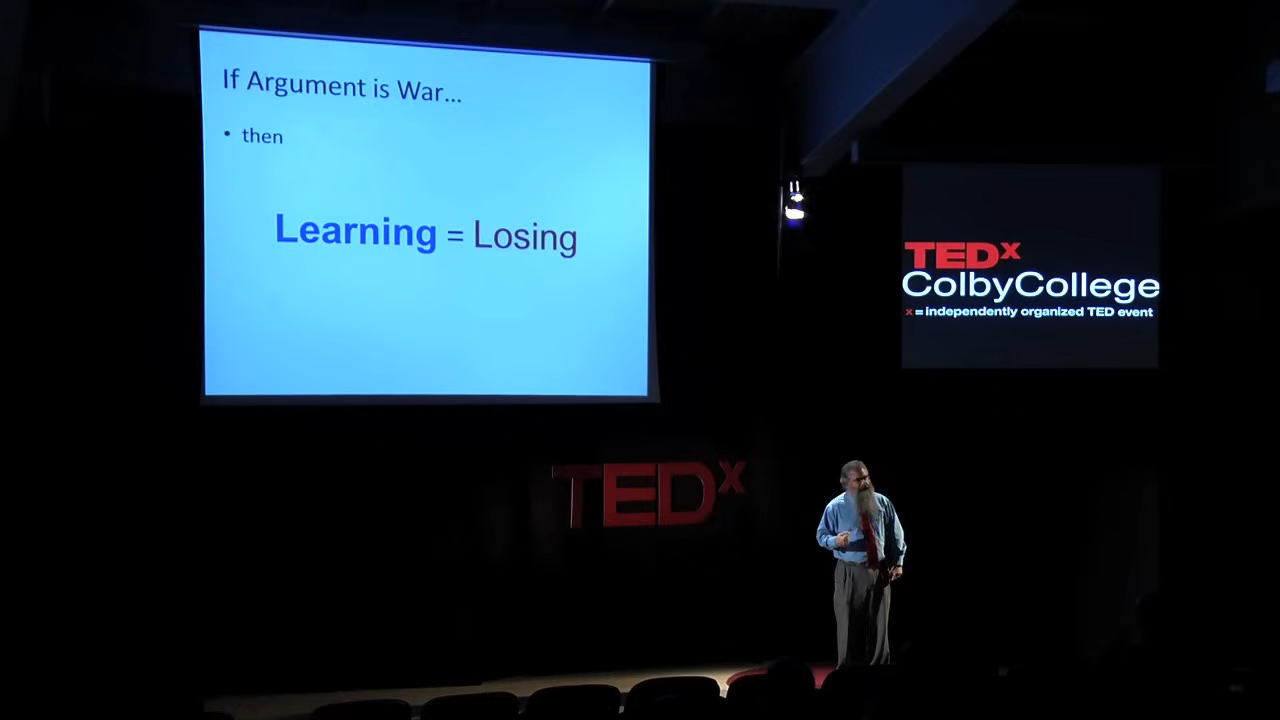 If Argument is War...
• then
Learning = Losing
TEDx
ColbyCollege
x = independently organized TED event
TEDx